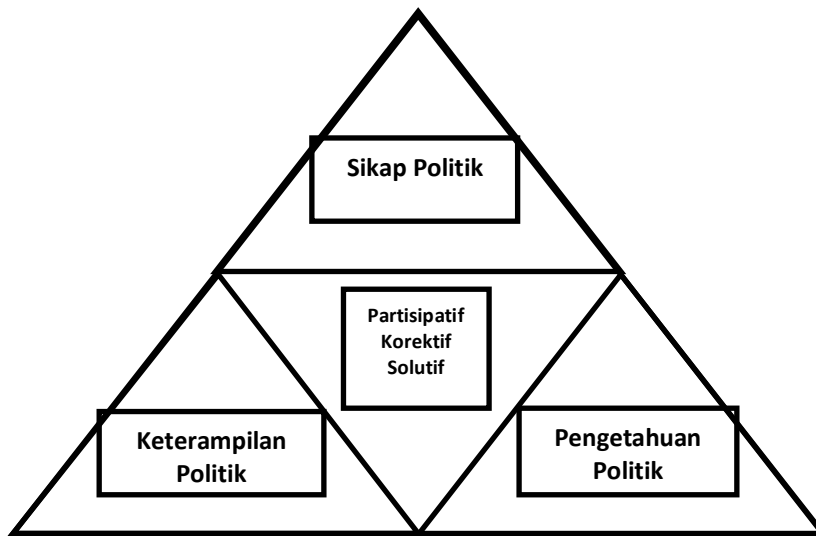 Sikap Politik
Partisipatif
Korektif
Solutif
Keterampilan
Politik
Pengetahuan
Politik